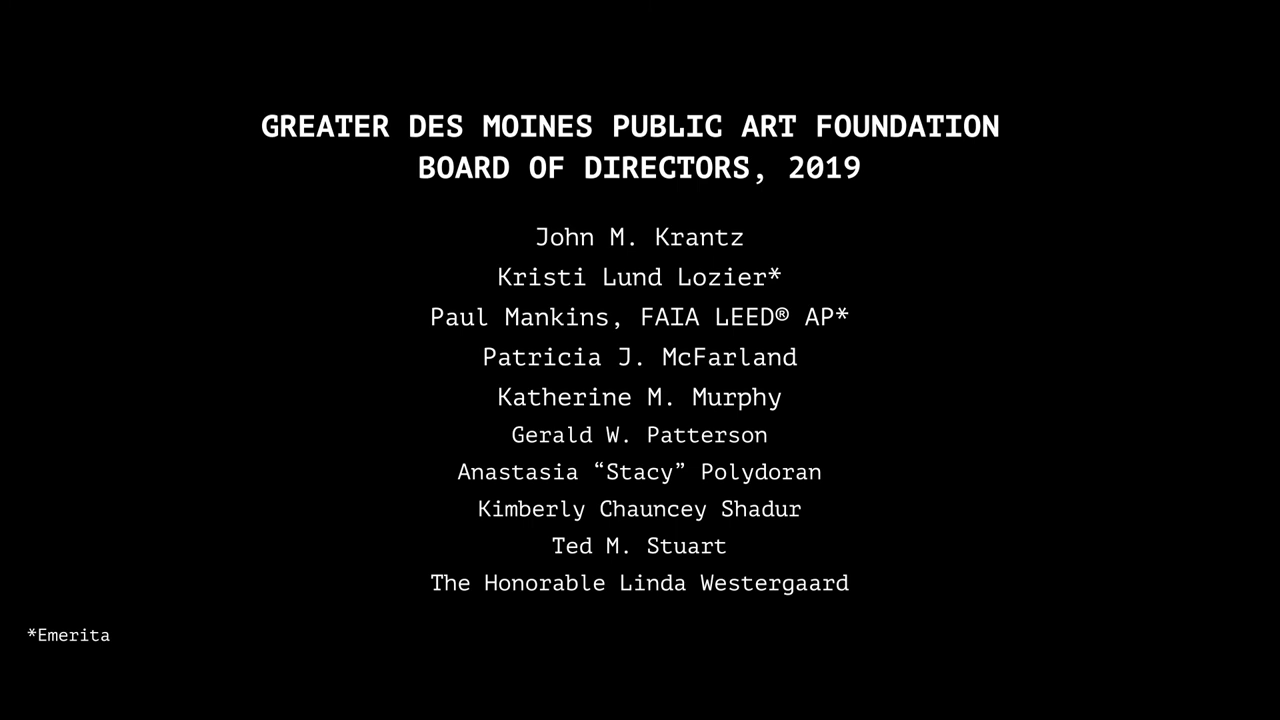 GREATER DES MOINES PUBLIC ART FOUNDATION
BOARD OF DIRECTORS, 2019
John M. Krantz
Kristi Lund Lozier*
Paul Mankins, FAIA LEED® AP*
Patricia J. McFarland
Katherine M. Murphy
Gerald W. Patterson
Anastasia “Stacy” Polydoran
Kimberly Chauncey Shadur
Ted M. Stuart
The Honorable Linda Westergaard
*Emerita